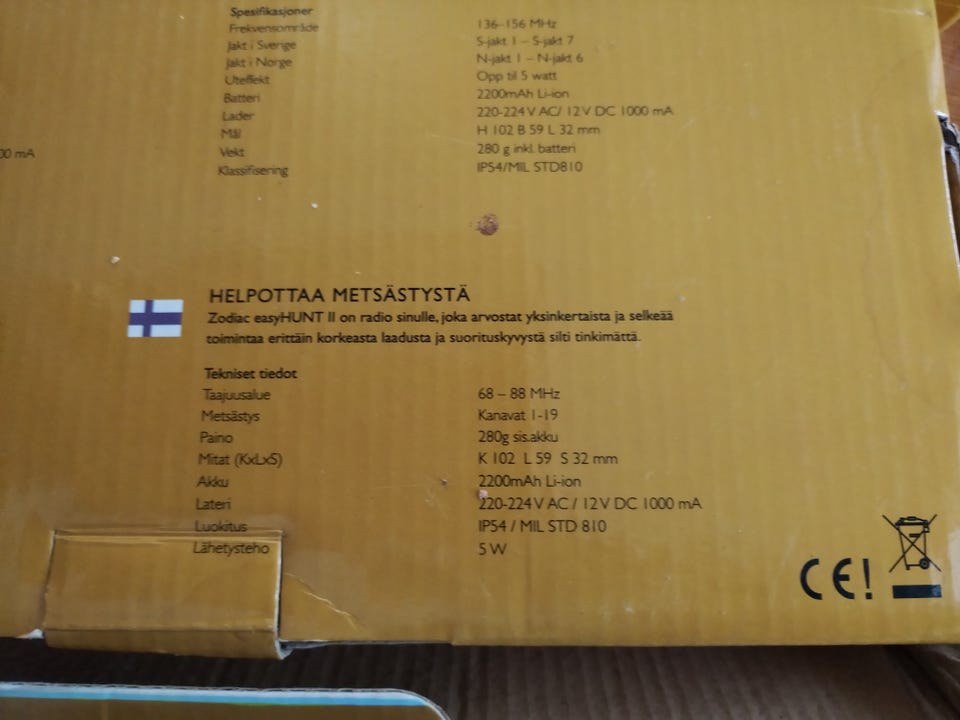 Spesifikasjoner
Frekvensområde 136-156 MHz
Jakt i Sverige S-jakt 1 – S-jakt 7
Jakt i Norge N-jakt 1 – N-jakt 6
Uteffekt Opp til 5 watt
Batteri 2200mAh Li-ion
Lader 220-224 V AC/ 12 V DC 1000 mA
Mål H 102 B 59 L 32 mm
00 mA
Vekt 280 g inkl. batteri
Klassifisering IP54/MIL STD810
HELPOTTAA METSÄSTYSTÄ
Zodiac easyHUNT II on radio sinulle, joka arvostat yksinkertaista ja selkeää
toimintaa erittäin korkeasta laadusta ja suorituskyvystä silti tinkimättä.
Tekniset tiedot
Taajuusalue 68 – 88 MHz
Metsästys Kanavat 1-19
Paino 280g sis.akku
Mitat (KxLxS) K 102 L 59 S 32 mm
Akku 2200mAh Li-ion
Lateri 220-224 V AC / 12 V DC 1000 mA
Luokitus IP54 / MIL STD 810
Lähetysteho 5 W
CE!